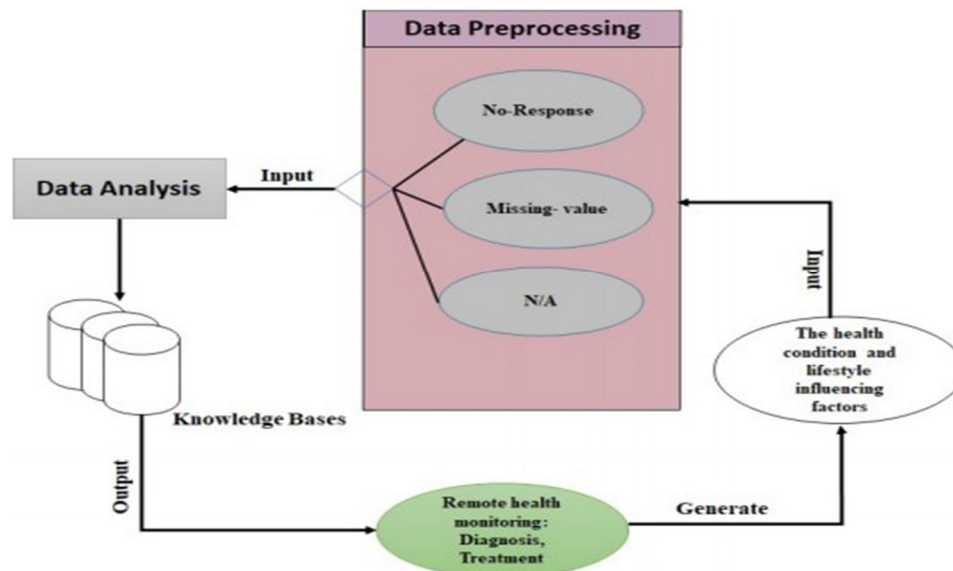 Data Preprocessing
No-Response
Input
Data Analysis
Missing- value
Input
N/A
The health
condition and
lifestyle
influencing
factors
Knowledge Bases
Output
Remote health
monitoring:
Diagnosis,
Treatment
Generate